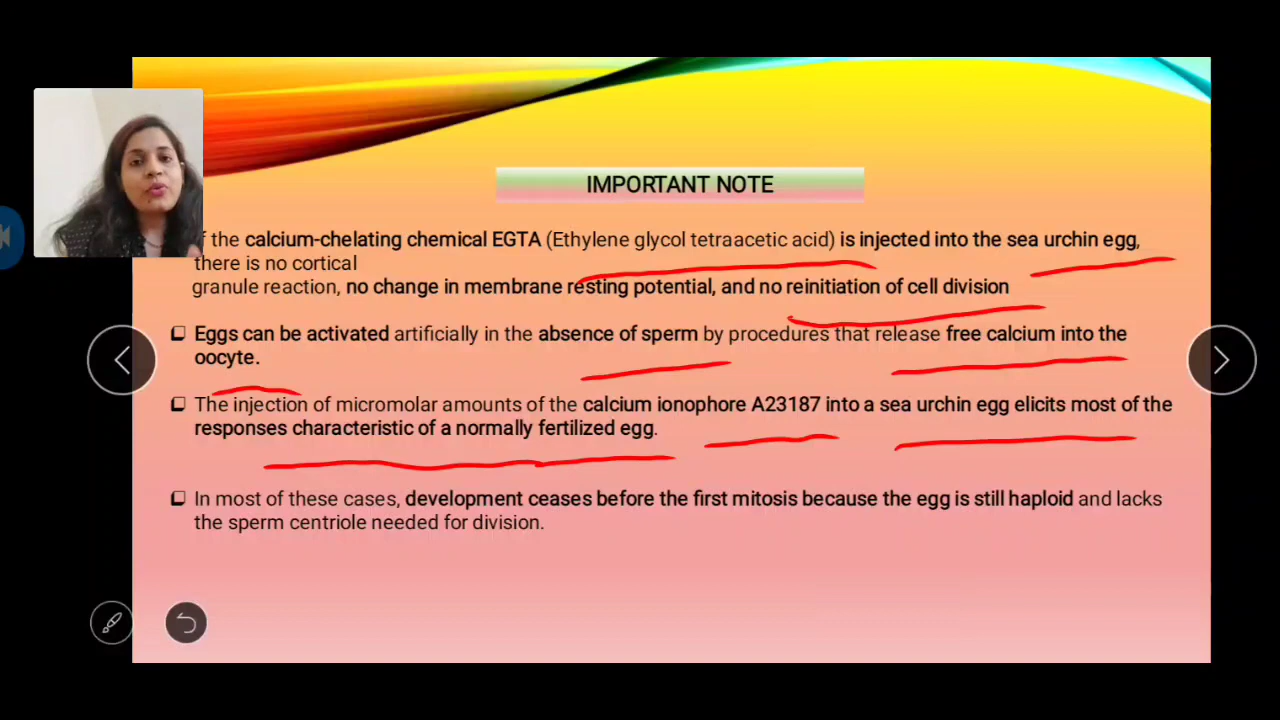 IMPORTANT NOTE
f the calcium-chelating chemical EGTA (Ethylene glycol tetraacetic acid) is injected into the sea urchin egg,
there is no cortical
granule reaction, no change in membrane resting potential, and no reinitiation of cell division
Eggs can be activated artificially in the absence of sperm by procedures that release free calcium into the
oocyte.
The injection of micromolar amounts of the calcium ionophore A23187 into a sea urchin egg elicits most of the
responses characteristic of a normally fertilized egg.
In most of these cases, development ceases before the first mitosis because the egg is still haploid and lacks
the sperm centriole needed for division.